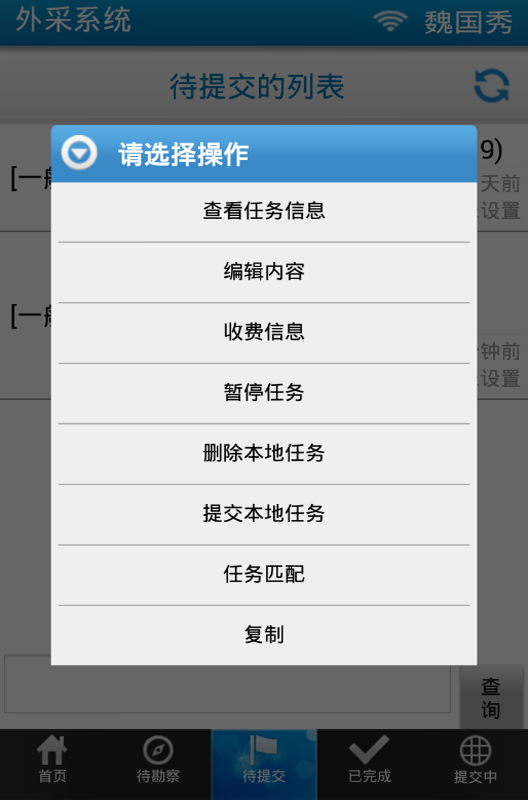 外采系统
魏国秀
待提交的列表
请选择操作
9)
[一般
天前
设置
查看任务信息
编辑内容
收费信息
[一般
钟前
设置
暂停任务
删除本地任务
提交本地任务
任务匹配
复制
查询
首页
待勘察
待提交
已完成
提交中